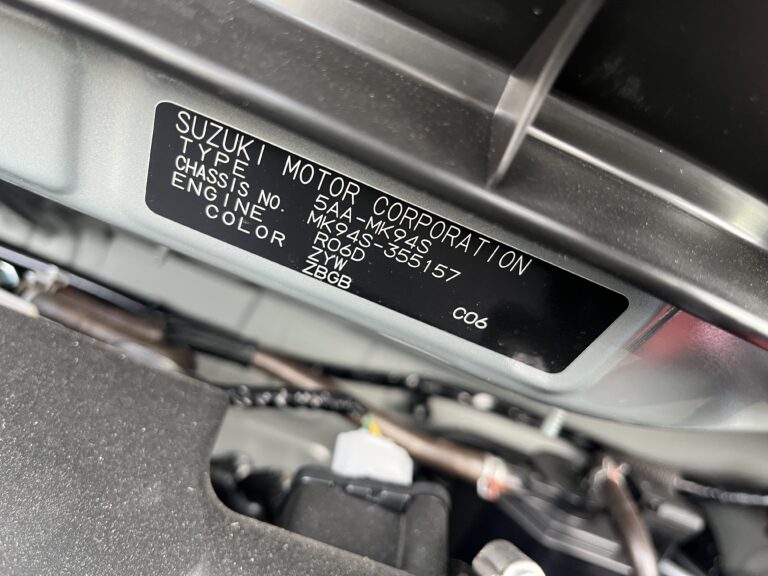 SUZUKI MOTOR CORPORATION
TYPE 5AA-MK94S
CHASSIS NO. MK94S-355157
ENGINE R06D
COLOR ZYW
ZBGB
C06